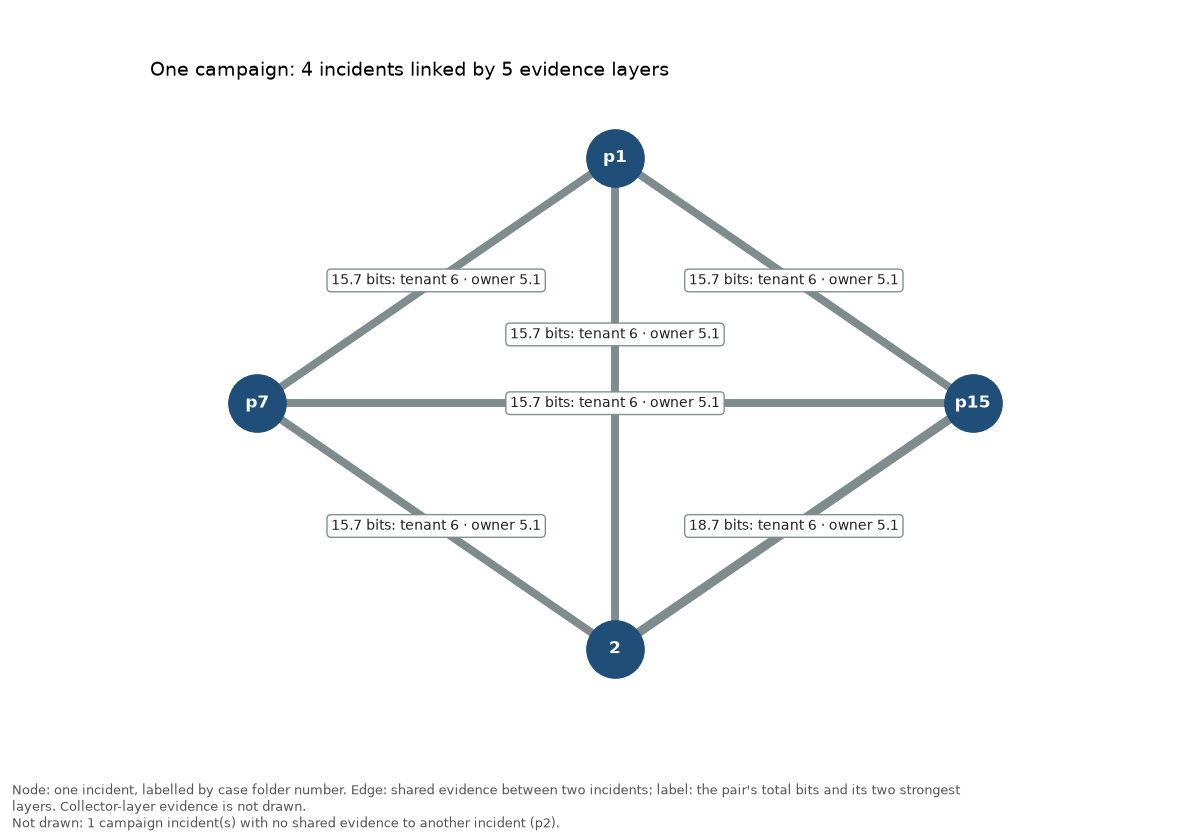 One campaign: 4 incidents linked by 5 evidence layers
p1
15.7 bits: tenant 6 · owner 5.1
15.7 bits: tenant 6 · owner 5.1
15.7 bits: tenant 6 · owner 5.1
p7
15.7 bits: tenant 6 · owner 5.1
p15
15.7 bits: tenant 6 · owner 5.1
18.7 bits: tenant 6 · owner 5.1
2
Node: one incident, labelled by case folder number. Edge: shared evidence between two incidents; label: the pair's total bits and its two strongest
layers. Collector-layer evidence is not drawn.
Not drawn: 1 campaign incident(s) with no shared evidence to another incident (p2).